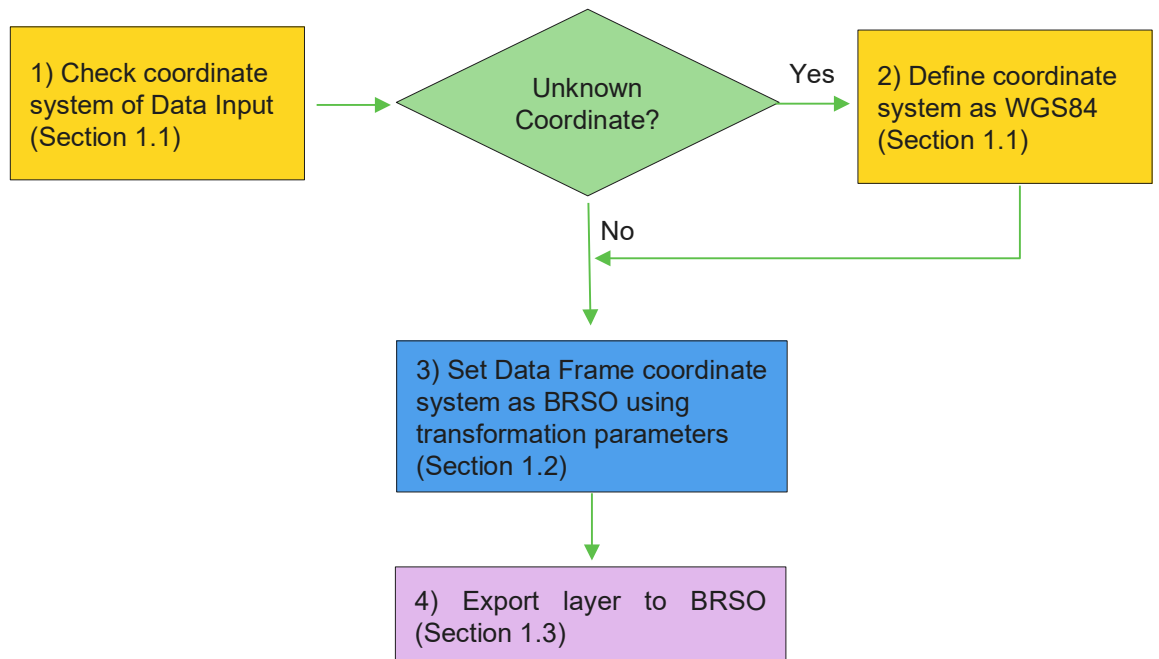 1) Check coordinate
system of Data Input
(Section 1.1)
Unknown
Coordinate?
Yes
2) Define coordinate
system as WGS84
(Section 1.1)
No
3) Set Data Frame coordinate
system as BRSO using
transformation parameters
(Section 1.2)
4) Export layer to BRSO
(Section 1.3)